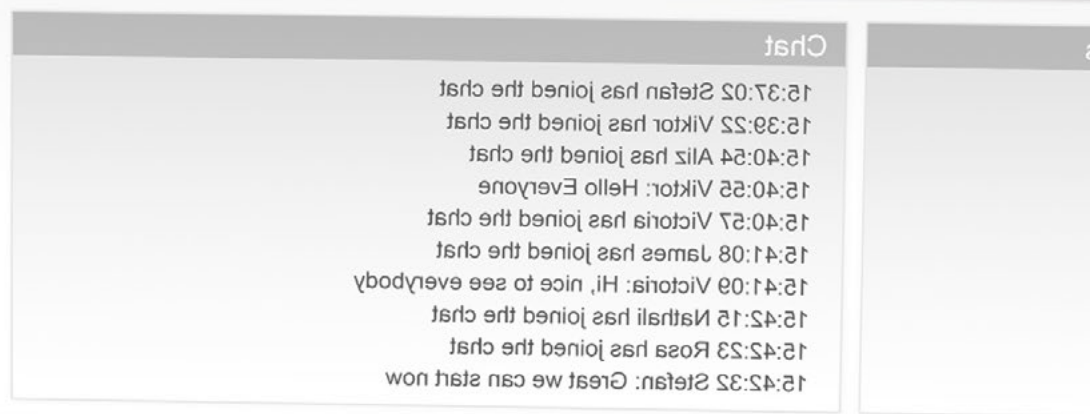 Chat
15:37:02 Stefan has joined the chat
15:39:22 Viktor has joined the chat
15:40:54 Aliz has joined the chat
15:40:55 Viktor: Hello Everyone
15:40:57 Victoria has joined the chat
15:41:08 James has joined the chat
15:41:09 Victoria: Hi, nice to see everybody
15:42:15 Nathali has joined the chat
15:42:23 Rosa has joined the chat
15:42:32 Stefan: Great we can start now